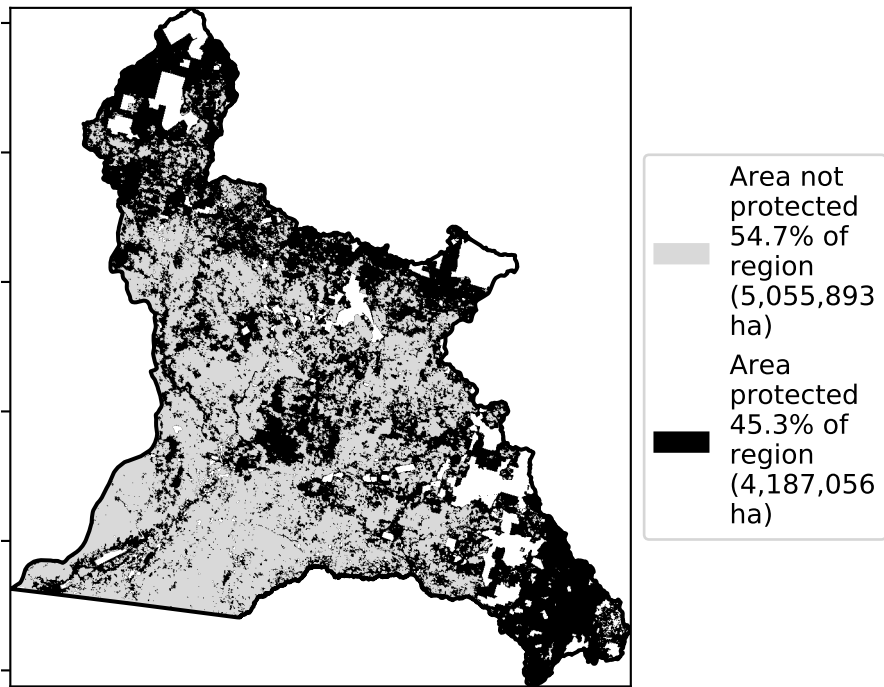 Area not
protected
54.7% of
region
(5,055,893
ha)
Area
protected
45.3% of
region
(4,187,056
ha)